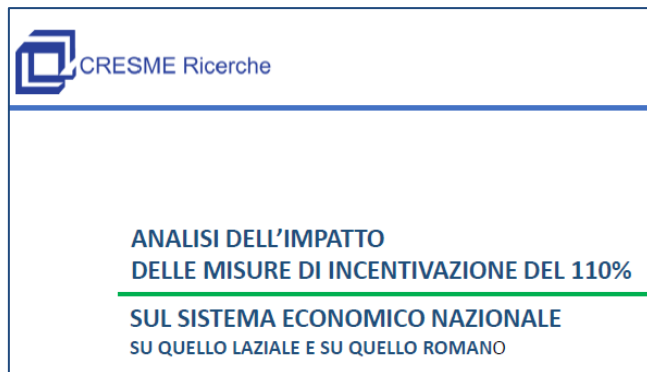 CRESME Ricerche
ANALISI DELL'IMPATTO
DELLE MISURE DI INCENTIVAZIONE DEL 110%
SUL SISTEMA ECONOMICO NAZIONALE
SU QUELLO LAZIALE E SU QUELLO ROMANO